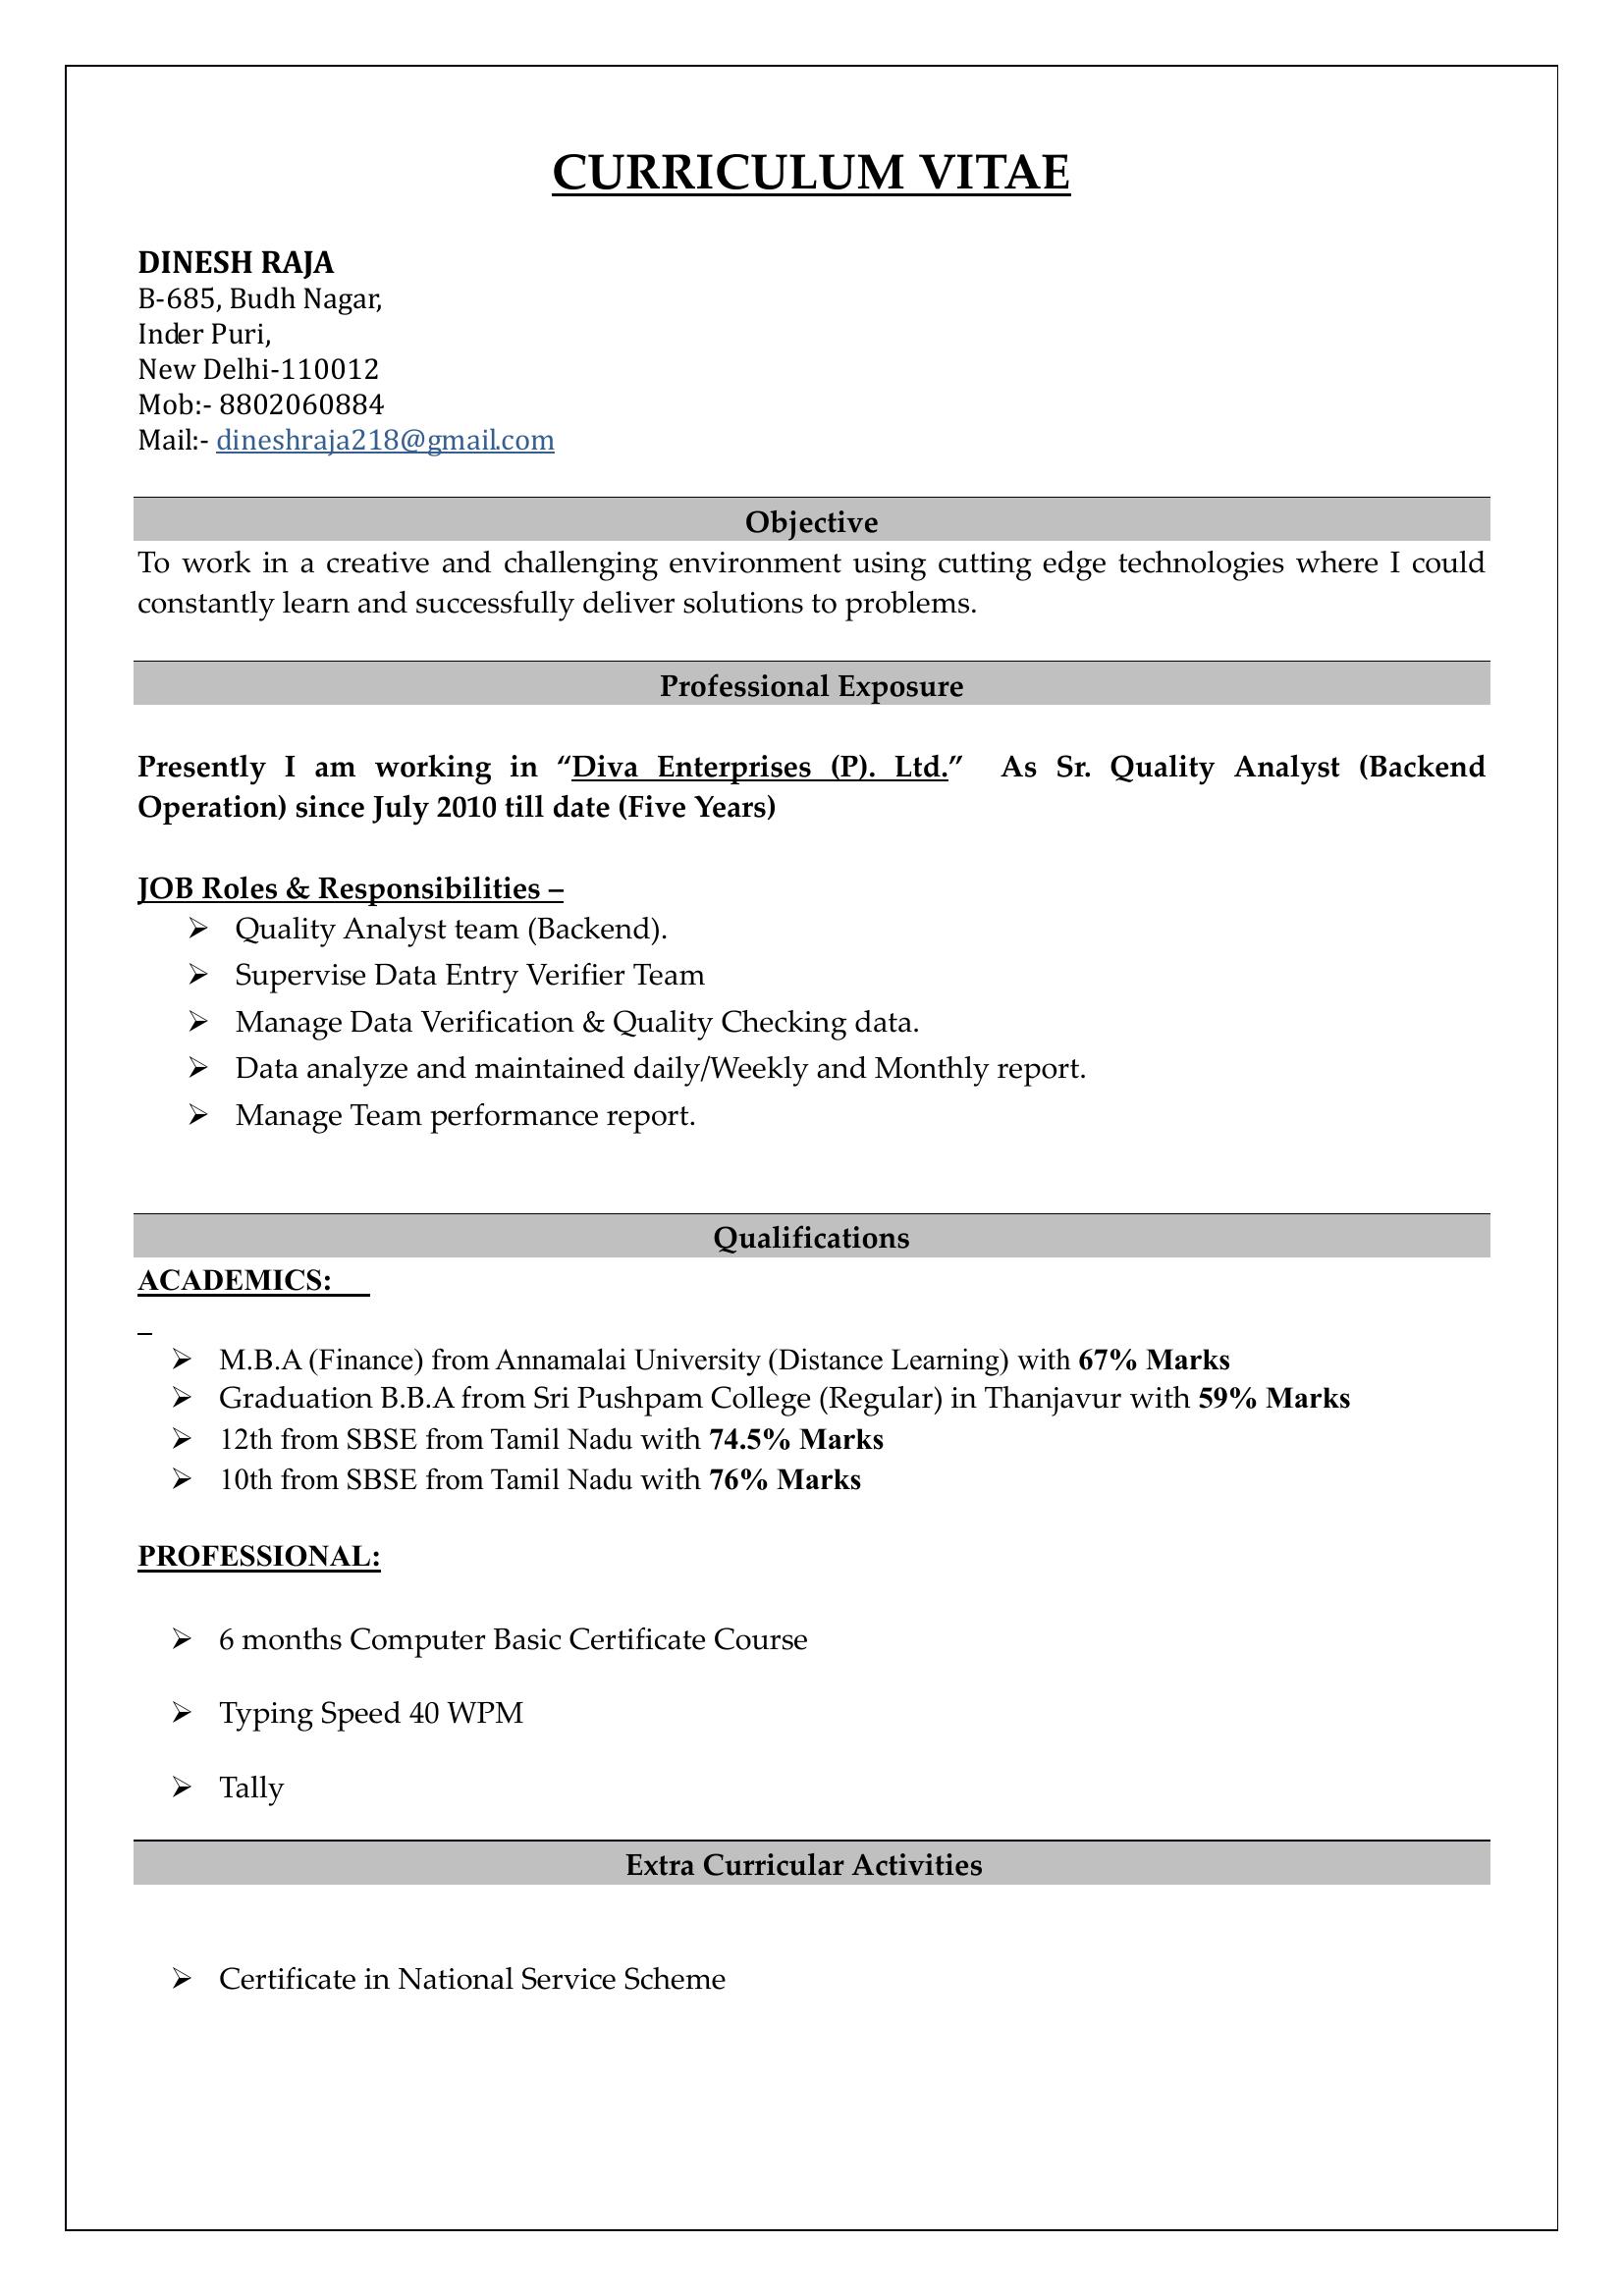 CURRICULUM VITAE
DINESH RAJA
B-685, Budh Nagar,
Inder Puri,
New Delhi-110012
Mob:- 8802060884
Mail:- dineshraja218@gmail.com
Objective
To work in a creative and challenging environment using cutting edge technologies where I could
constantly learn and successfully deliver solutions to problems.
Professional Exposure
Presently I am working in “Diva Enterprises (P). Ltd.” As Sr. Quality Analyst (Backend
Operation) since July 2010 till date (Five Years)
JOB Roles & Responsibilities –
➢ Quality Analyst team (Backend).
➢ Supervise Data Entry Verifier Team
➢ Manage Data Verification & Quality Checking data.
➢ Data analyze and maintained daily/Weekly and Monthly report.
➢ Manage Team performance report.
Qualifications
ACADEMICS:
➢ M.B.A (Finance) from Annamalai University (Distance Learning) with 67% Marks
➢ Graduation B.B.A from Sri Pushpam College (Regular) in Thanjavur with 59% Marks
➢ 12th from SBSE from Tamil Nadu with 74.5% Marks
➢ 10th from SBSE from Tamil Nadu with 76% Marks
PROFESSIONAL:
➢ 6 months Computer Basic Certificate Course
➢ Typing Speed 40 WPM
➢ Tally
Extra Curricular Activities
➢ Certificate in National Service Scheme